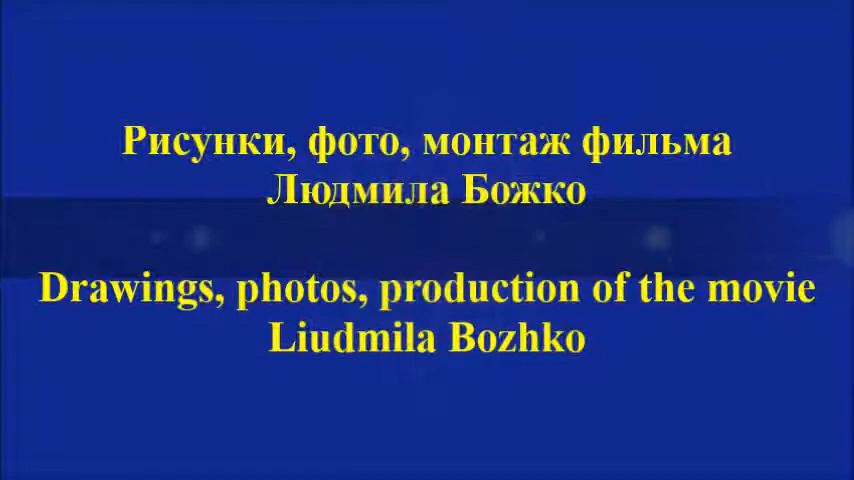 Рисунки, фото, монтаж фильма
Людмила Божко
Drawings, photos, production of the movie
Liudmila Bozhko